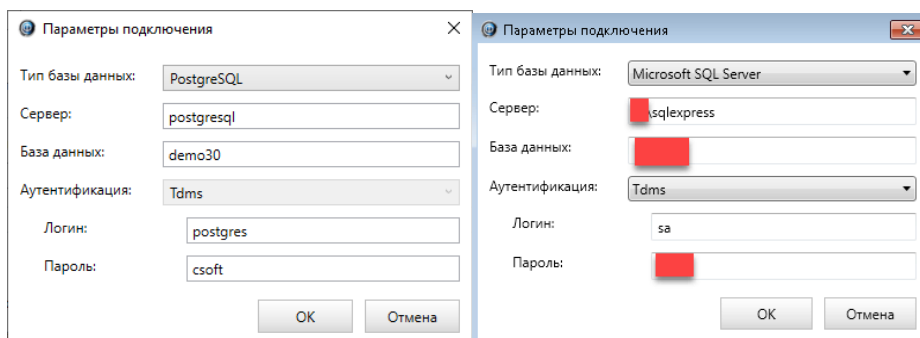 Параметры подключения
Тип базы данных: PostgreSQL
Сервер: postgresql
База данных: demo30
Аутентификация: Tdms
Логин: postgres
Пароль: csoft
OK Отмена
Параметры подключения
Тип базы данных: Microsoft SQL Server
Сервер: \sqlexpress
База данных:
Аутентификация: Tdms
Логин: sa
Пароль:
OK Отмена